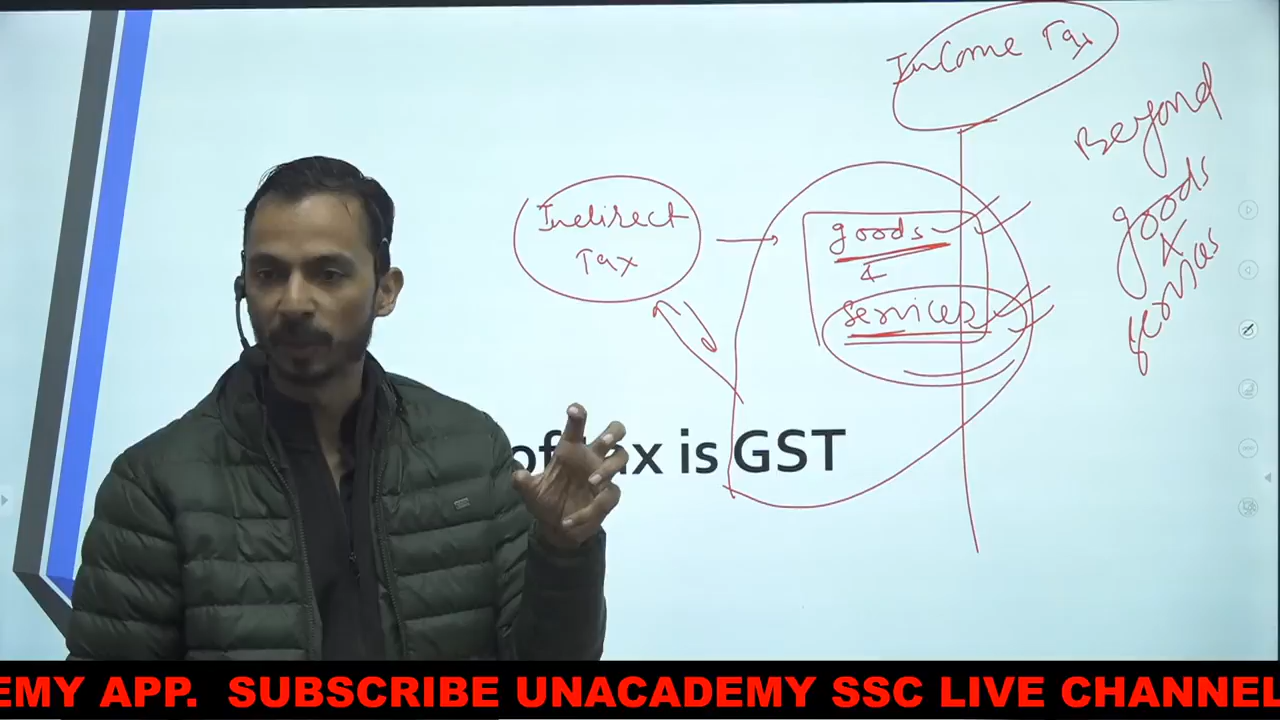 Income Tax
Beyond
goods
&
services
Indirect
Tax
goods
&
services
of tax is GST
EMY APP. SUBSCRIBE UNACADEMY SSC LIVE CHANNEL